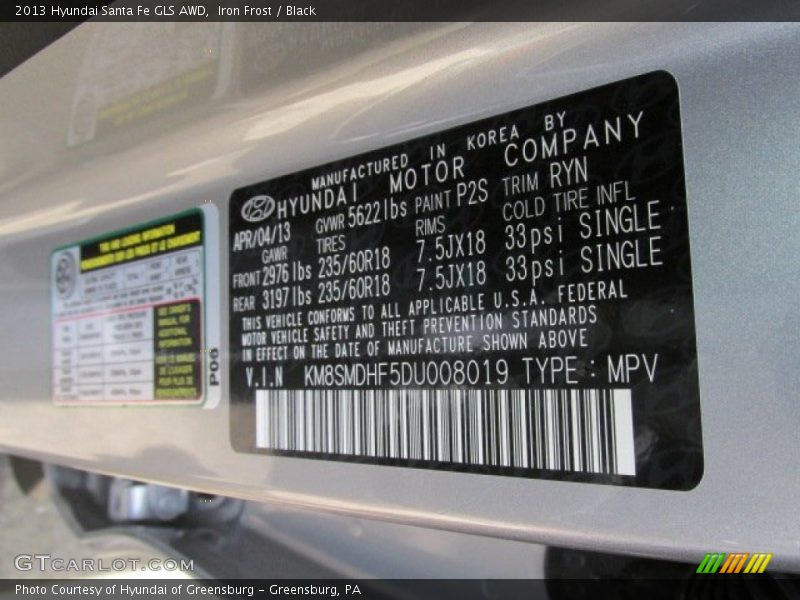 2013 Hyundai Santa Fe GLS AWD,  Iron Frost / Black
MANUFACTURED IN KOREA BY
HYUNDAI MOTOR COMPANY
APR/04/13 GVWR 5622lbs PAINT P2S TRIM RYN
GAWR TIRES RIMS COLD TIRE INFL
FRONT 2976 lbs 235/60R18 7.5JX18 33psi SINGLE
REAR 3197 lbs 235/60R18 7.5JX18 33psi SINGLE
THIS VEHICLE CONFORMS TO ALL APPLICABLE U.S.A. FEDERAL
MOTOR VEHICLE SAFETY AND THEFT PREVENTION STANDARDS
IN EFFECT ON THE DATE OF MANUFACTURE SHOWN ABOVE
V.I.N KM8SMDHF5DU008019 TYPE : MPV
TIRE AND LOADING INFORMATION
P06
GTCARLOT.COM
Photo Courtesy of Hyundai of Greensburg - Greensburg, PA